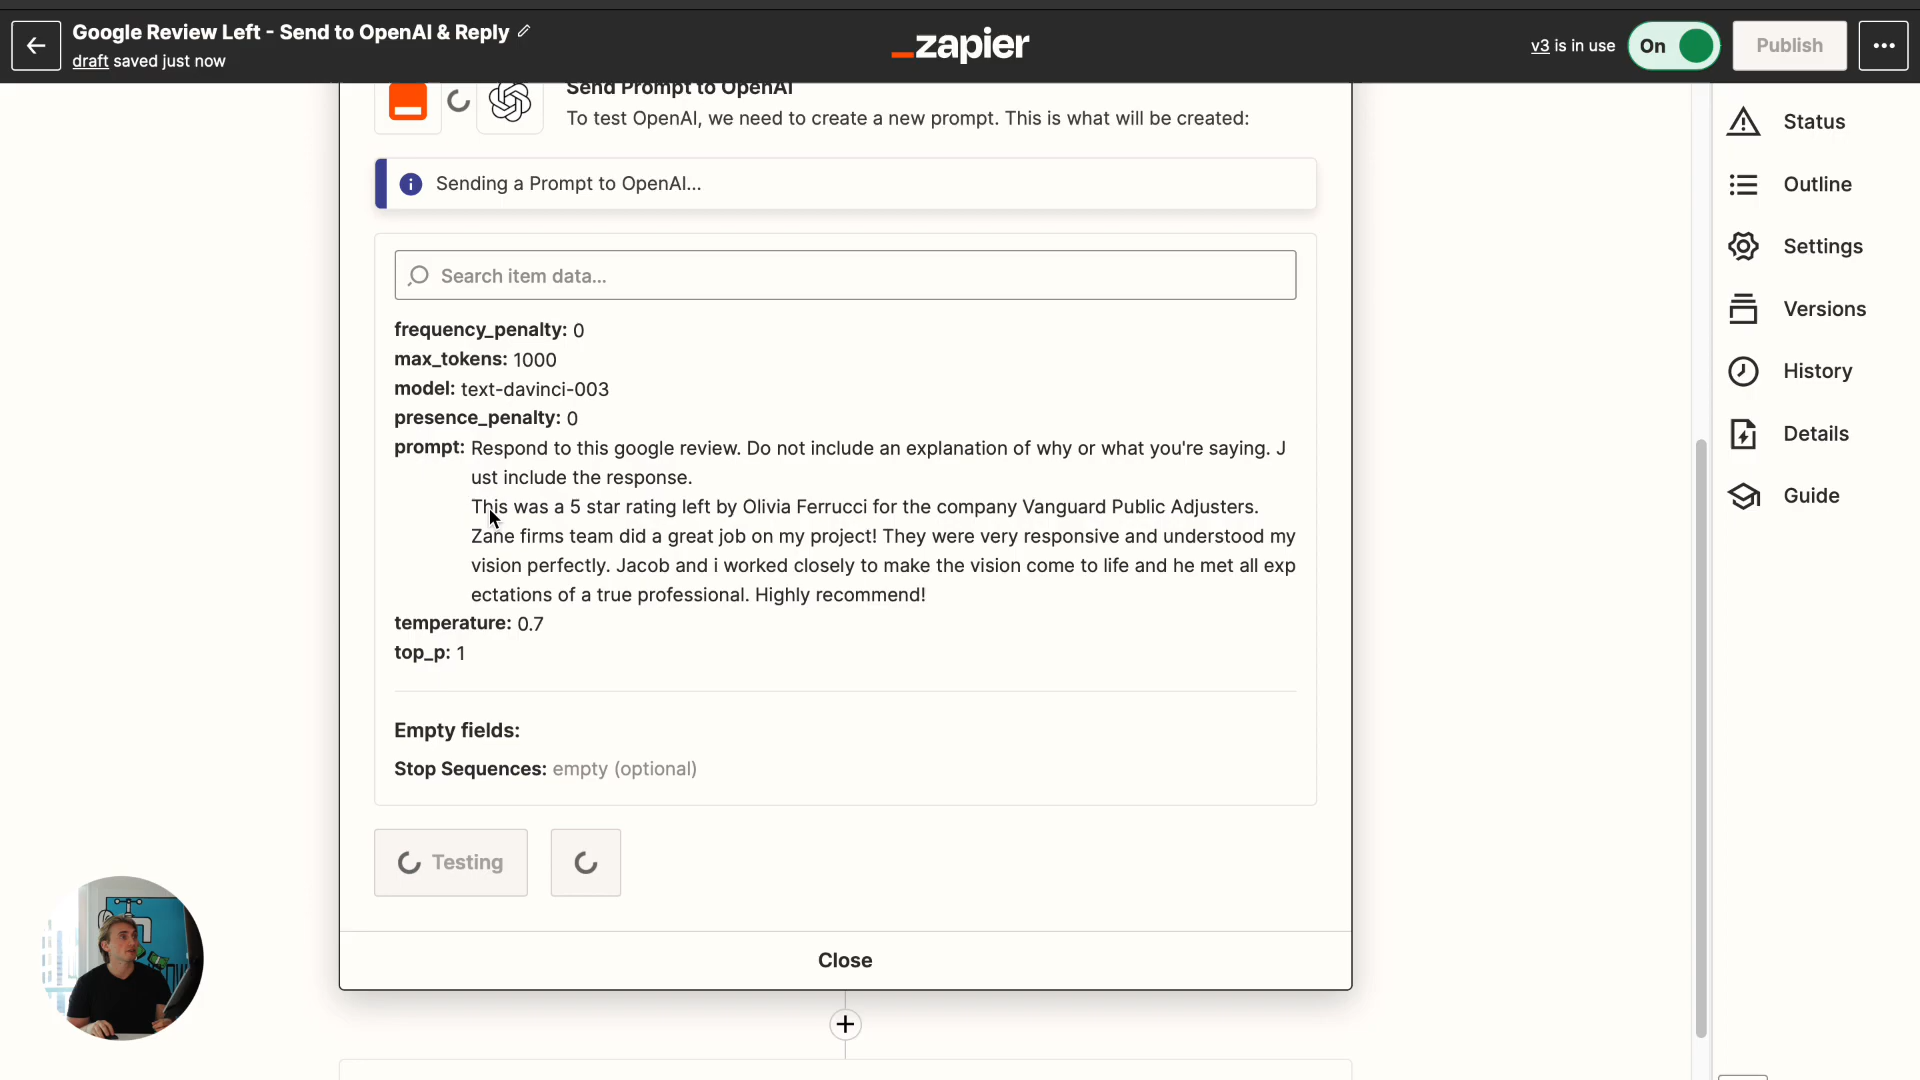 Google Review Left - Send to OpenAI & Reply
draft saved just now
_zapier
v3 is in use
On
Publish
Send Prompt to OpenAI
To test OpenAI, we need to create a new prompt. This is what will be created:
Sending a Prompt to OpenAI...
Search item data...
frequency_penalty: 0
max_tokens: 1000
model: text-davinci-003
presence_penalty: 0
prompt: Respond to this google review. Do not include an explanation of why or what you're saying. J
ust include the response.
This was a 5 star rating left by Olivia Ferrucci for the company Vanguard Public Adjusters.
Zane firms team did a great job on my project! They were very responsive and understood my
vision perfectly. Jacob and i worked closely to make the vision come to life and he met all exp
ectations of a true professional. Highly recommend!
temperature: 0.7
top_p: 1
Empty fields:
Stop Sequences: empty (optional)
Testing
Close
Status
Outline
Settings
Versions
History
Details
Guide